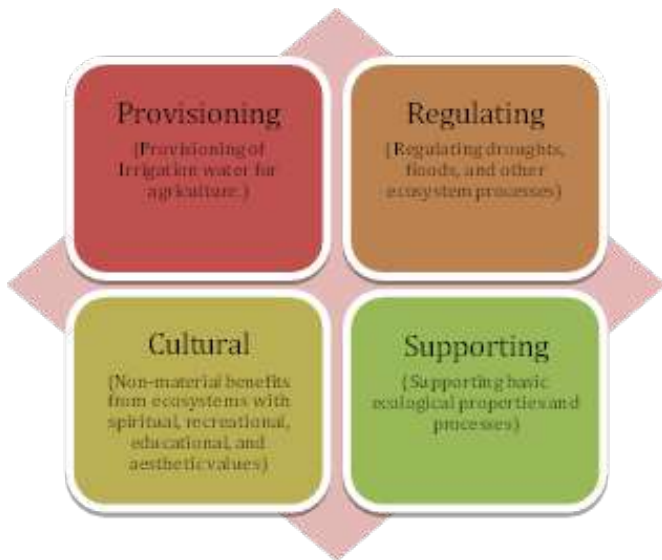 Provisioning
(Provisioning of
Irrigation water for
agriculture.)
Regulating
(Regulating droughts,
floods, and other
ecosystem processes)
Cultural
(Non-material benefits
from ecosystems with
spiritual, recreational,
educational, and
aesthetic values)
Supporting
(Supporting basic
ecological properties and
processes)